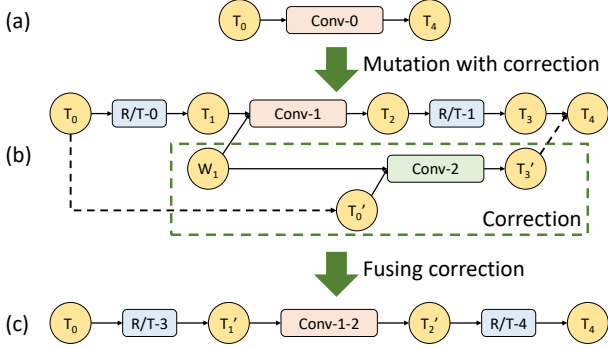 (a) T0 Conv-0 T4
Mutation with correction
T0 R/T-0 T1 Conv-1 T2 R/T-1 T3 T4
(b)
W1 Conv-2 T3'
T0'
Correction
Fusing correction
(c) T0 R/T-3 T1' Conv-1-2 T2' R/T-4 T4